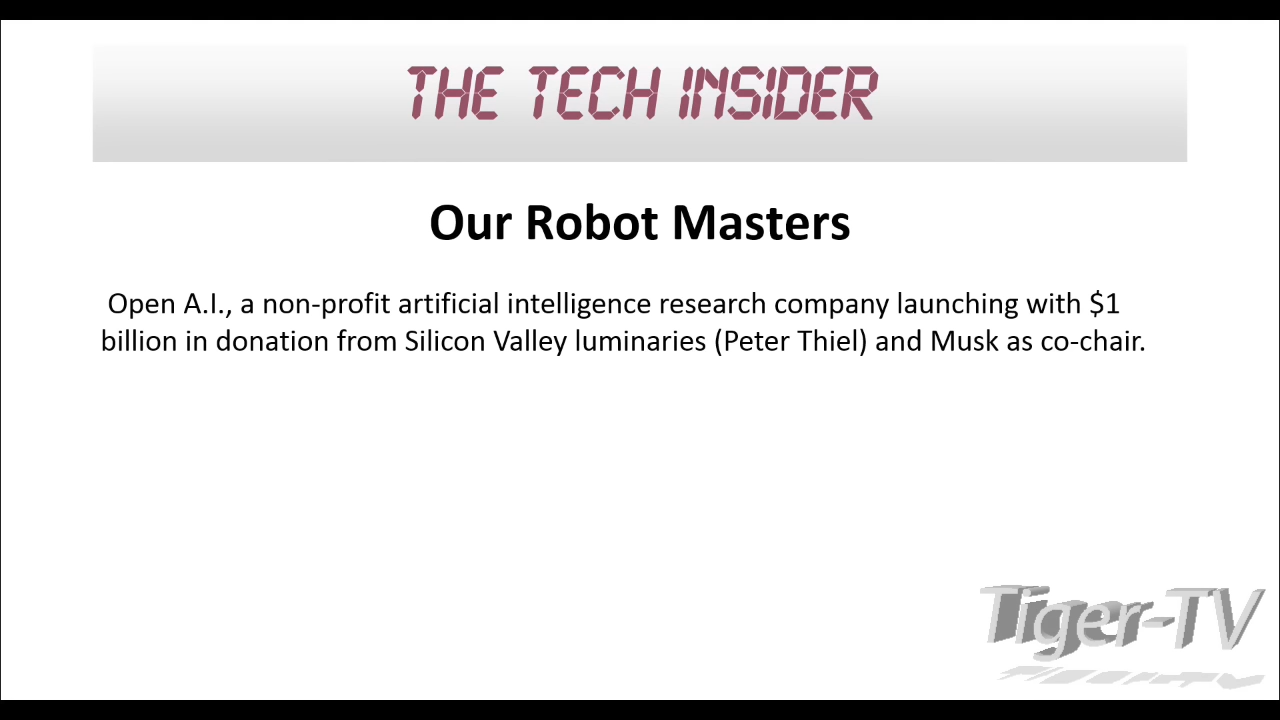 THE TECH INSIDER
Our Robot Masters
Open A.I., a non-profit artificial intelligence research company launching with $1
billion in donation from Silicon Valley luminaries (Peter Thiel) and Musk as co-chair.
Tiger-TV